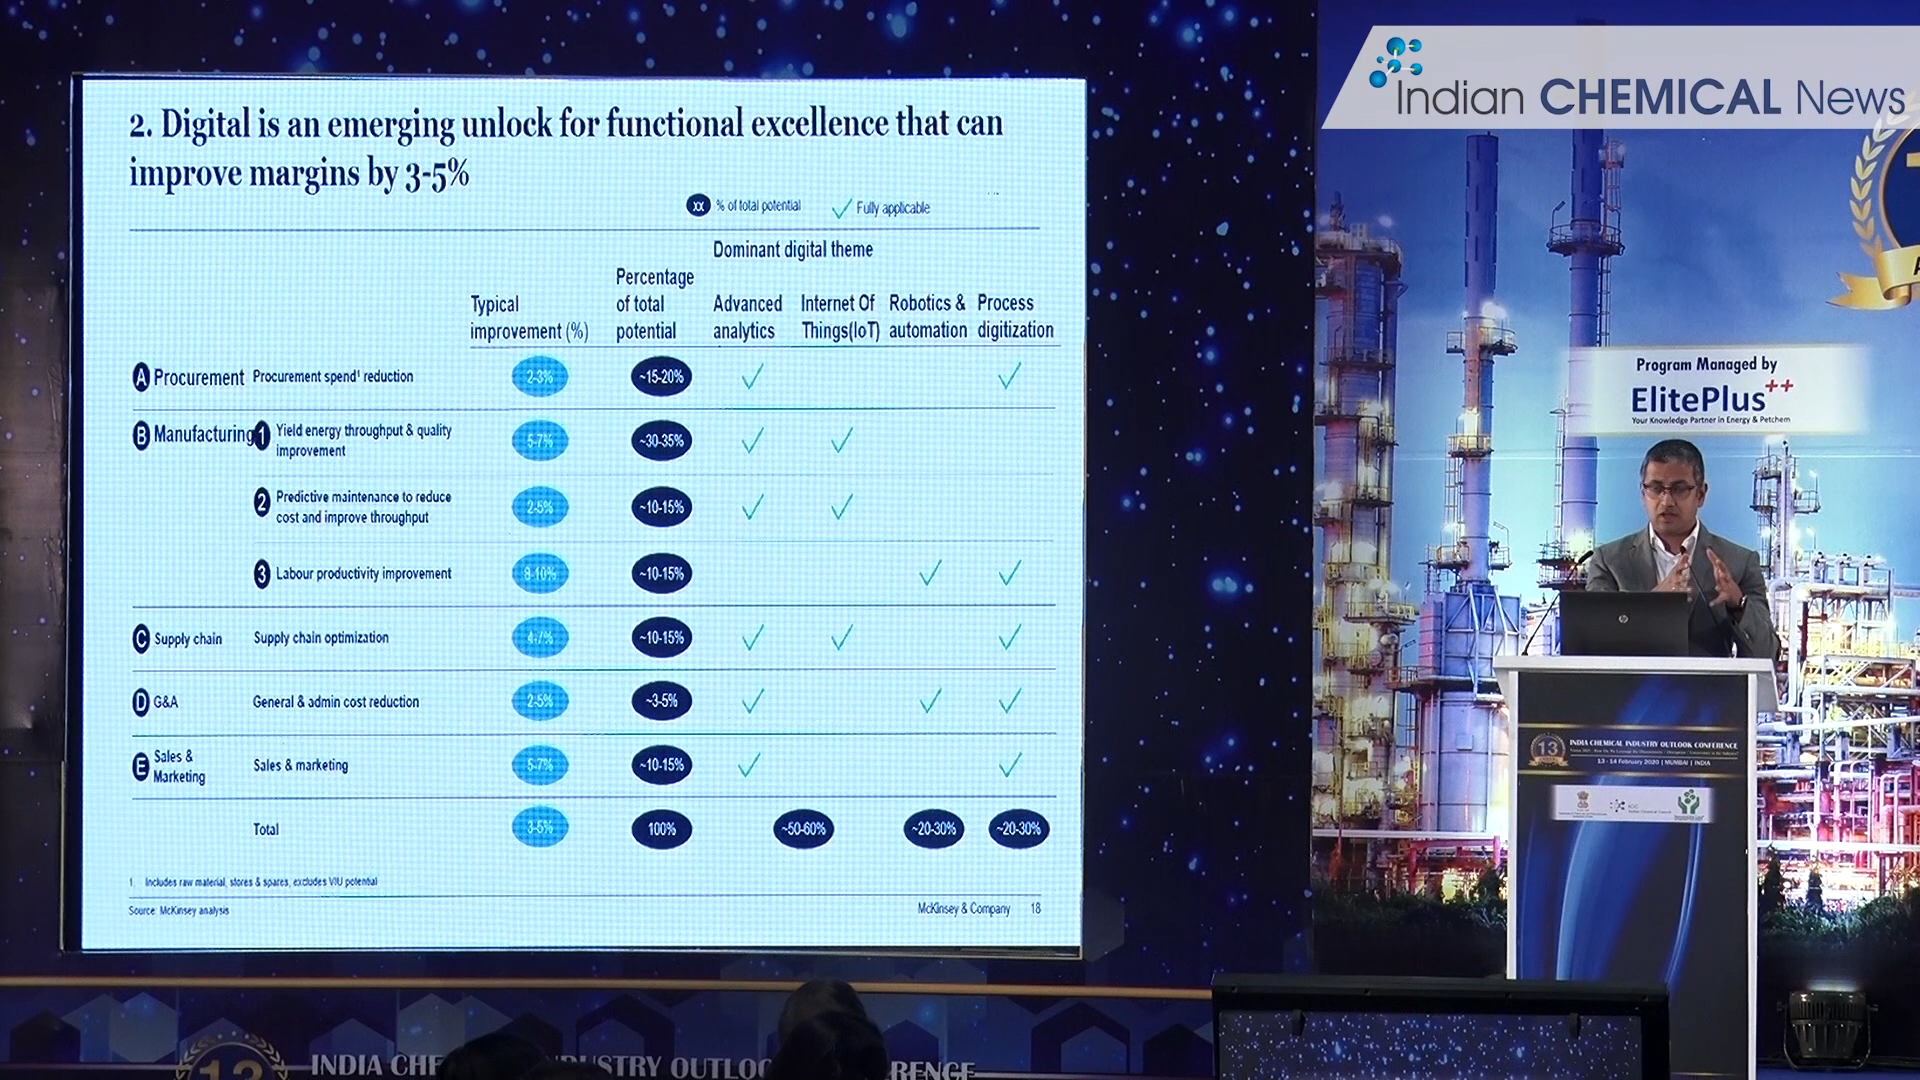 2. Digital is an emerging unlock for functional excellence that can
improve margins by 3-5%
xx % of total potential
Fully applicable
Dominant digital theme
Typical
improvement (%)
Percentage
of total
potential
Advanced
analytics
Internet Of
Things(IoT)
Robotics &
automation
Process
digitization
A Procurement Procurement spend¹ reduction 2-3% ~15-20% ✓ ✓
B Manufacturing 1 Yield energy throughput & quality
improvement 5-7% ~30-35% ✓ ✓
2 Predictive maintenance to reduce
cost and improve throughput 2-5% ~10-15% ✓ ✓
3 Labour productivity improvement 8-10% ~10-15% ✓ ✓
C Supply chain Supply chain optimization 4-7% ~10-15% ✓ ✓ ✓
D G&A General & admin cost reduction 2-5% ~3-5% ✓ ✓ ✓
E Sales &
Marketing Sales & marketing 5-7% ~10-15% ✓ ✓
Total 3-5% 100% ~50-60% ~20-30% ~20-30%
1. Includes raw material, stores & spares, excludes VIU potential
Source: McKinsey analysis
McKinsey & Company 18
Indian CHEMICAL News
Program Managed by
ElitePlus++
Your Knowledge Partner in Energy & Petchem
hp
13
INDIA CHEMICAL INDUSTRY OUTLOOK CONFERENCE
13 - 14 February 2020 | MUMBAI | INDIA
ICC
Indian Chemical Council
13 INDIA CHE